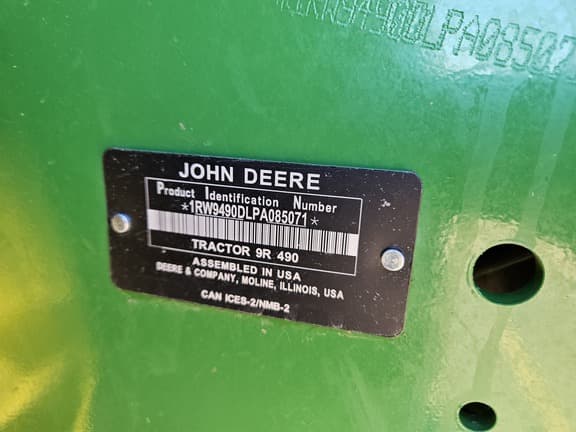 JOHN DEERE
Product Identification Number
*1RW9490DLPA085071*
TRACTOR 9R 490
ASSEMBLED IN USA
DEERE & COMPANY, MOLINE, ILLINOIS, USA
CAN ICES-2/NMB-2